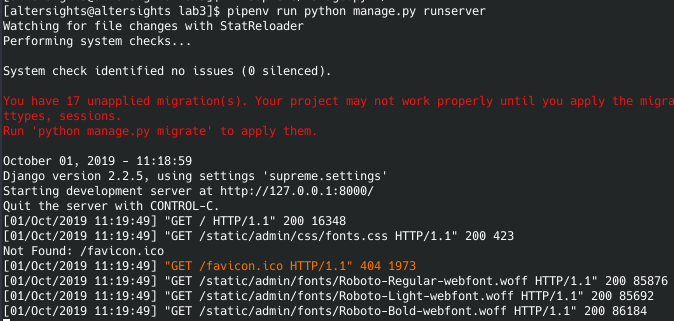 [altersights@altersights lab3]$ pipenv run python manage.py runserver
Watching for file changes with StatReloader
Performing system checks...
System check identified no issues (0 silenced).
You have 17 unapplied migration(s). Your project may not work properly until you apply the migra
ttypes, sessions.
Run 'python manage.py migrate' to apply them.
October 01, 2019 - 11:18:59
Django version 2.2.5, using settings 'supreme.settings'
Starting development server at http://127.0.0.1:8000/
Quit the server with CONTROL-C.
[01/Oct/2019 11:19:49] "GET / HTTP/1.1" 200 16348
[01/Oct/2019 11:19:49] "GET /static/admin/css/fonts.css HTTP/1.1" 200 423
Not Found: /favicon.ico
[01/Oct/2019 11:19:49] "GET /favicon.ico HTTP/1.1" 404 1973
[01/Oct/2019 11:19:49] "GET /static/admin/fonts/Roboto-Regular-webfont.woff HTTP/1.1" 200 85876
[01/Oct/2019 11:19:49] "GET /static/admin/fonts/Roboto-Light-webfont.woff HTTP/1.1" 200 85692
[01/Oct/2019 11:19:49] "GET /static/admin/fonts/Roboto-Bold-webfont.woff HTTP/1.1" 200 86184